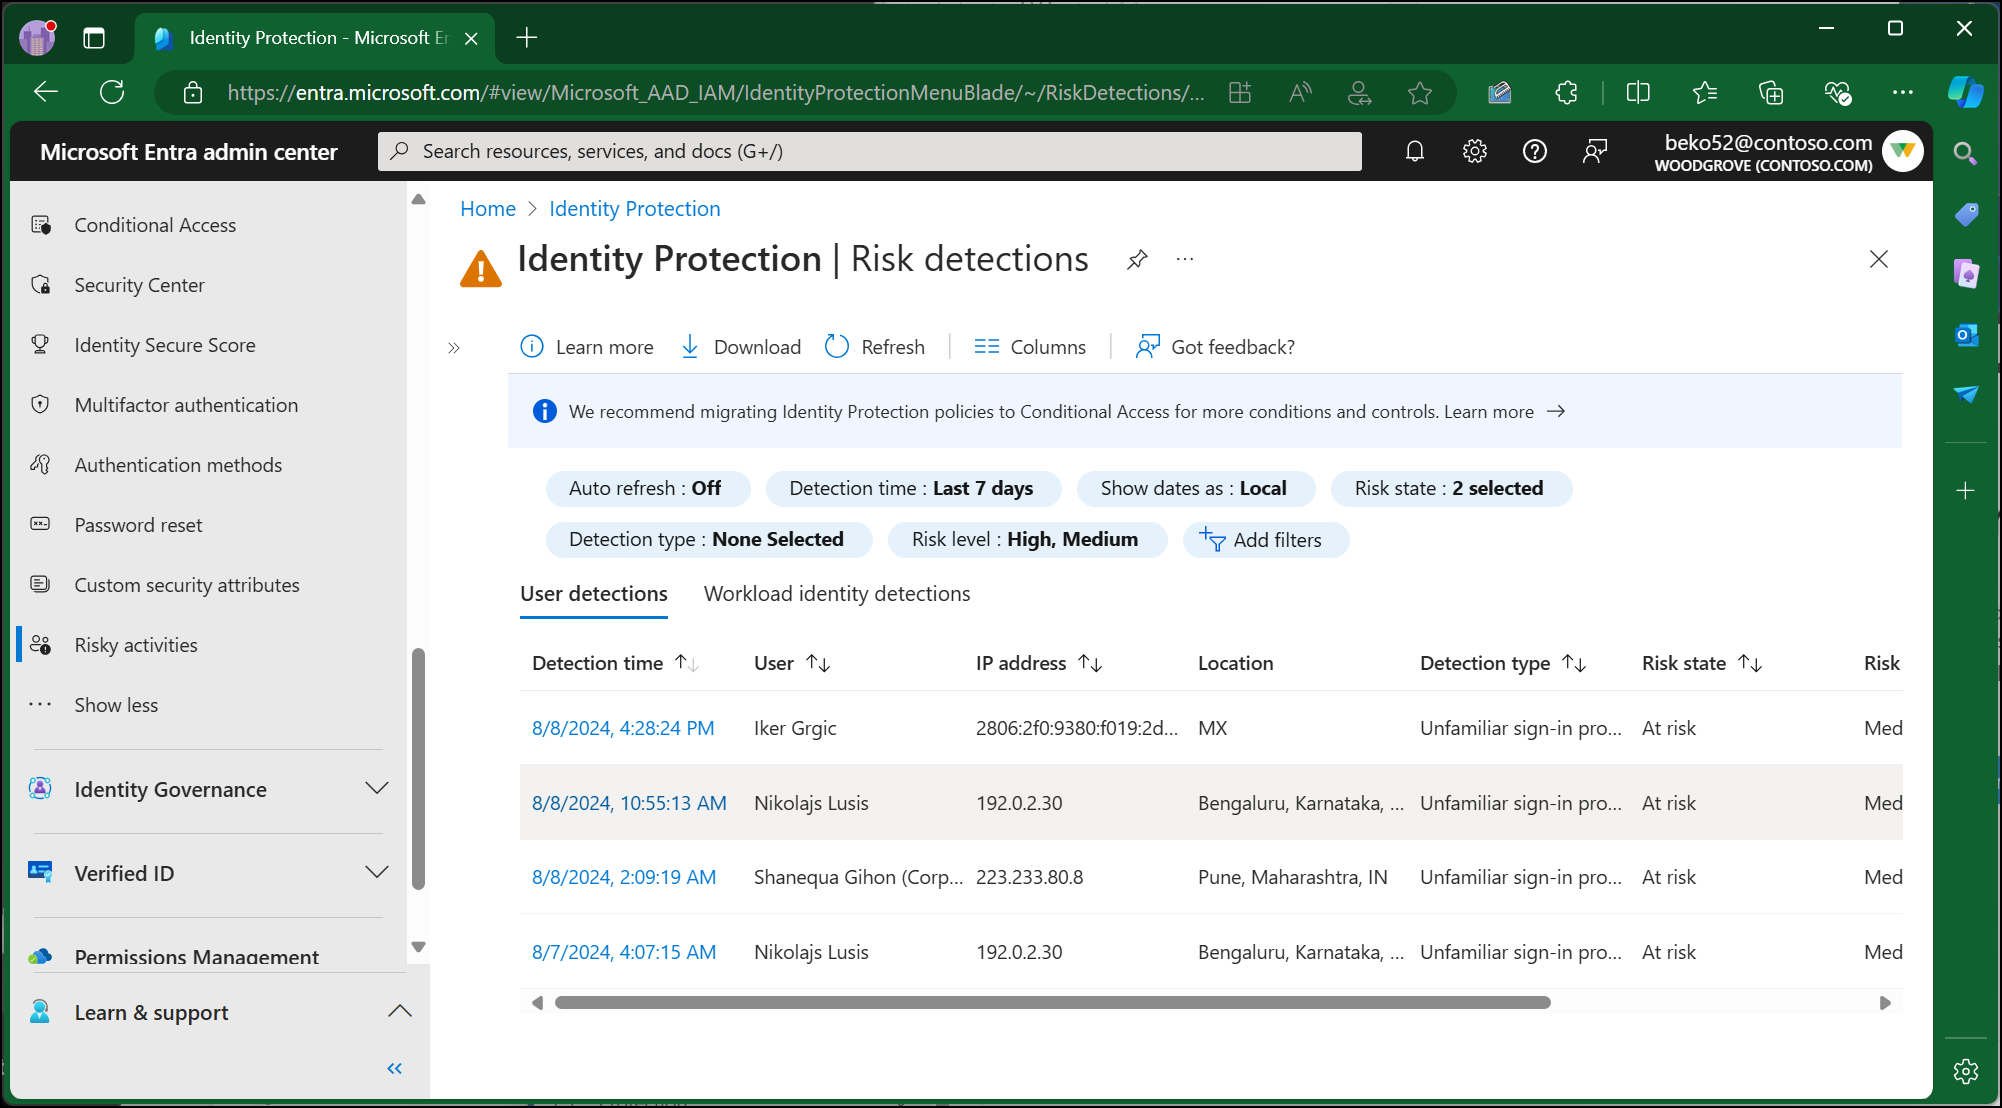 Identity Protection - Microsoft En
https://entra.microsoft.com/#view/Microsoft_AAD_IAM/IdentityProtectionMenuBlade/~/RiskDetections/...
Microsoft Entra admin center
Search resources, services, and docs (G+/)
beko52@contoso.com
WOODGROVE (CONTOSO.COM)
Conditional Access
Security Center
Identity Secure Score
Multifactor authentication
Authentication methods
Password reset
Custom security attributes
Risky activities
Show less
Identity Governance
Verified ID
Permissions Management
Learn & support
Home > Identity Protection
Identity Protection | Risk detections
Learn more Download Refresh Columns Got feedback?
We recommend migrating Identity Protection policies to Conditional Access for more conditions and controls. Learn more →
Auto refresh : Off Detection time : Last 7 days Show dates as : Local Risk state : 2 selected
Detection type : None Selected Risk level : High, Medium Add filters
User detections Workload identity detections
Detection time User IP address Location Detection type Risk state Risk
8/8/2024, 4:28:24 PM Iker Grgic 2806:2f0:9380:f019:2d... MX Unfamiliar sign-in pro... At risk Med
8/8/2024, 10:55:13 AM Nikolajs Lusis 192.0.2.30 Bengaluru, Karnataka, ... Unfamiliar sign-in pro... At risk Med
8/8/2024, 2:09:19 AM Shanequa Gihon (Corp... 223.233.80.8 Pune, Maharashtra, IN Unfamiliar sign-in pro... At risk Med
8/7/2024, 4:07:15 AM Nikolajs Lusis 192.0.2.30 Bengaluru, Karnataka, ... Unfamiliar sign-in pro... At risk Med